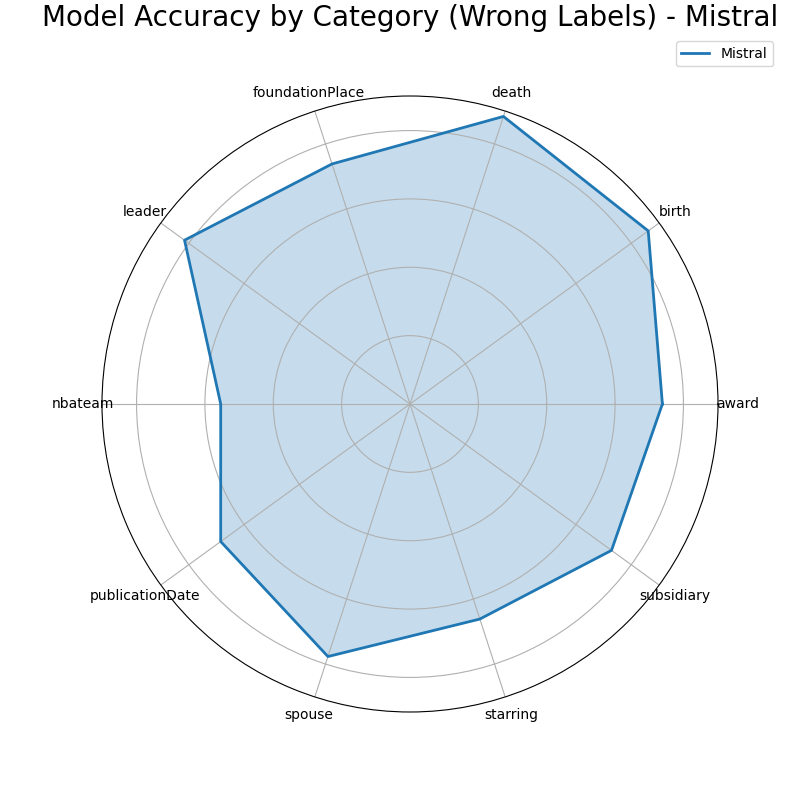 Model Accuracy by Category (Wrong Labels) - Mistral
Mistral
foundationPlace
death
leader
birth
nbateam
award
publicationDate
subsidiary
spouse
starring